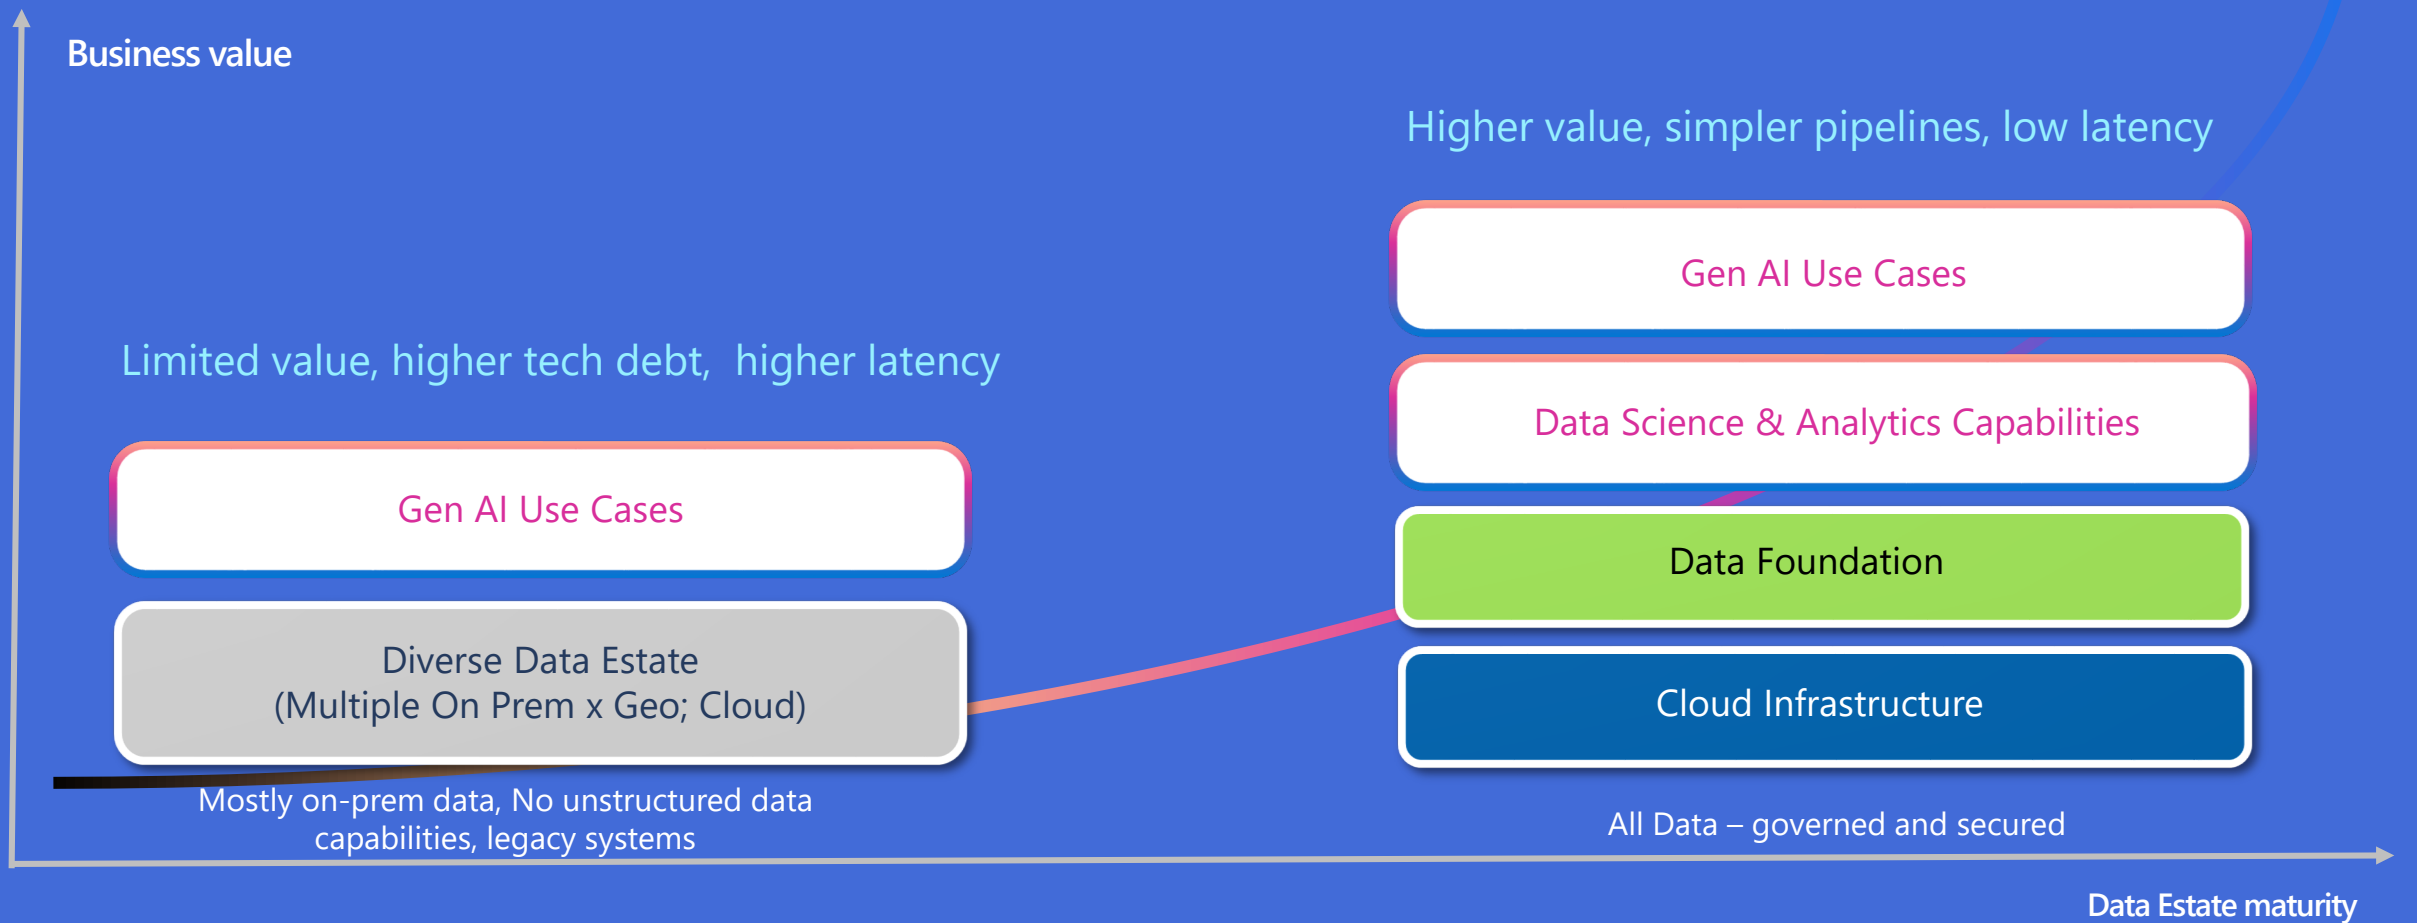 Business value
Higher value, simpler pipelines, low latency
Gen AI Use Cases
Data Science & Analytics Capabilities
Data Foundation
Cloud Infrastructure
All Data – governed and secured
Limited value, higher tech debt,  higher latency
Gen AI Use Cases
Diverse Data Estate
(Multiple On Prem x Geo; Cloud)
Mostly on-prem data, No unstructured data
capabilities, legacy systems
Data Estate maturity